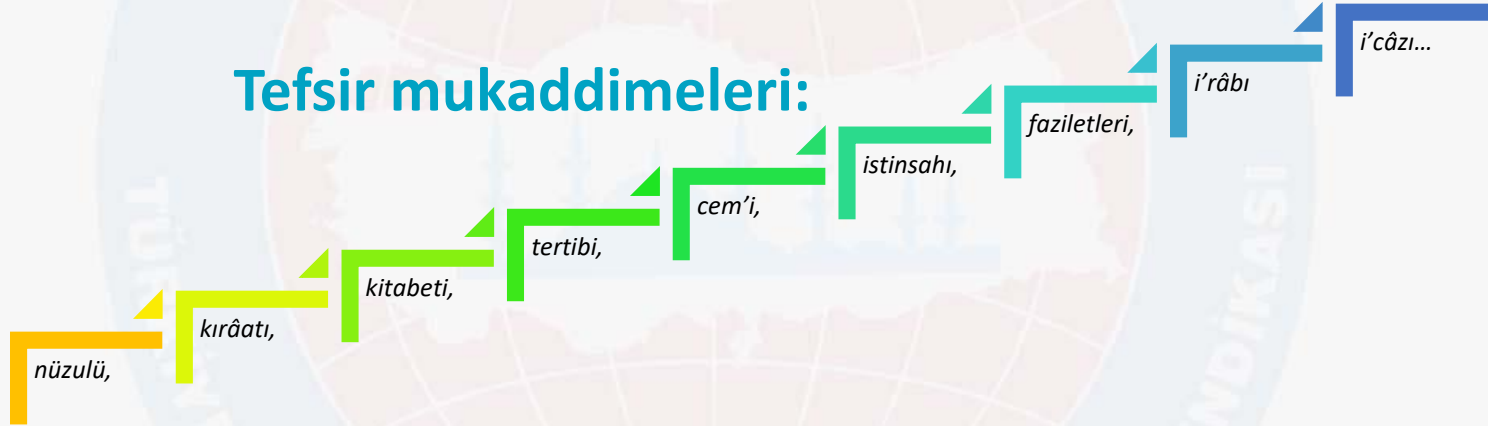 Tefsir mukaddimeleri:
nüzulü,
kırâatı,
kitabeti,
tertibi,
cem’i,
istinsahı,
faziletleri,
i’râbı
i’câzı…